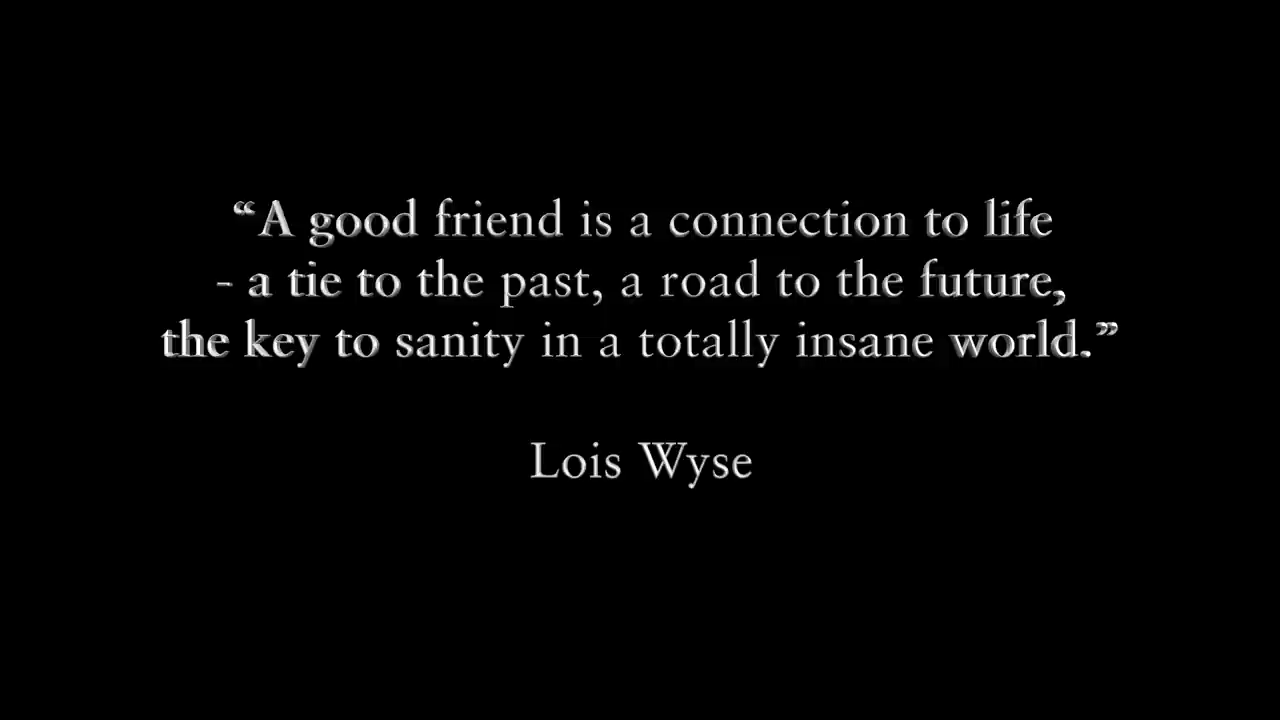 “A good friend is a connection to life
- a tie to the past, a road to the future,
the key to sanity in a totally insane world.”
Lois Wyse